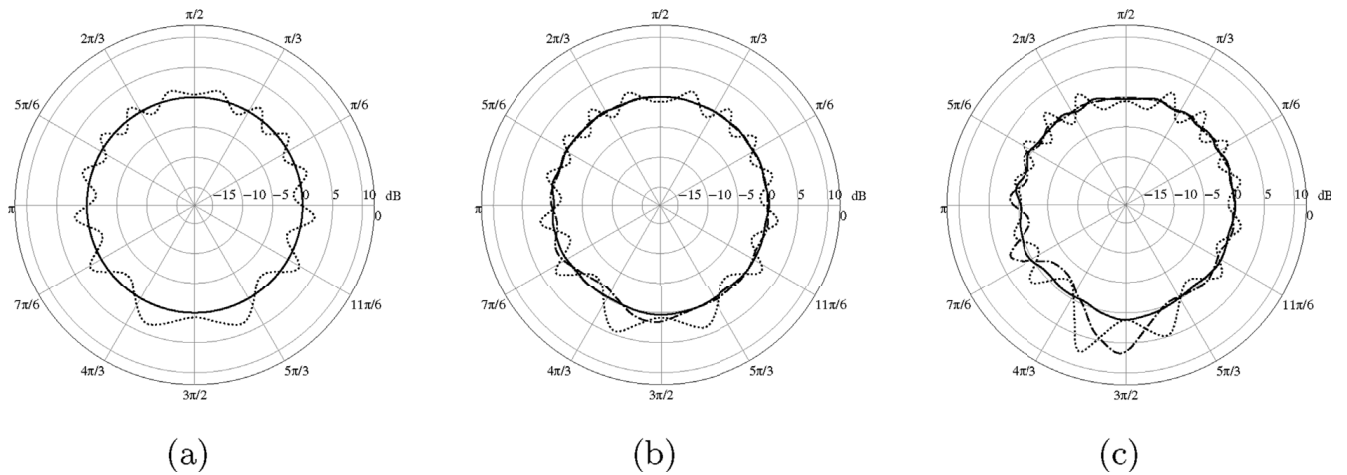 π/2 π/2 π/2
2π/3 π/3 2π/3 π/3 2π/3 π/3
5π/6 π/6 5π/6 π/6 5π/6 π/6
−15 −10 −5 0 5 10 dB −15 −10 −5 0 5 10 dB −15 −10 −5 0 5 10 dB
π 0 π 0 π 0
7π/6 11π/6 7π/6 11π/6 7π/6 11π/6
4π/3 5π/3 4π/3 5π/3 4π/3 5π/3
3π/2 3π/2 3π/2
(a) (b) (c)